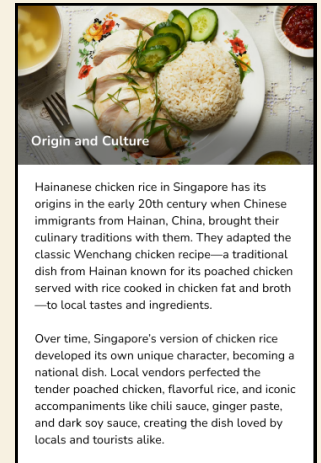 Origin and Culture
Hainanese chicken rice in Singapore has its
origins in the early 20th century when Chinese
immigrants from Hainan, China, brought their
culinary traditions with them. They adapted the
classic Wenchang chicken recipe—a traditional
dish from Hainan known for its poached chicken
served with rice cooked in chicken fat and broth
—to local tastes and ingredients.
Over time, Singapore's version of chicken rice
developed its own unique character, becoming a
national dish. Local vendors perfected the
tender poached chicken, flavorful rice, and iconic
accompaniments like chili sauce, ginger paste,
and dark soy sauce, creating the dish loved by
locals and tourists alike.